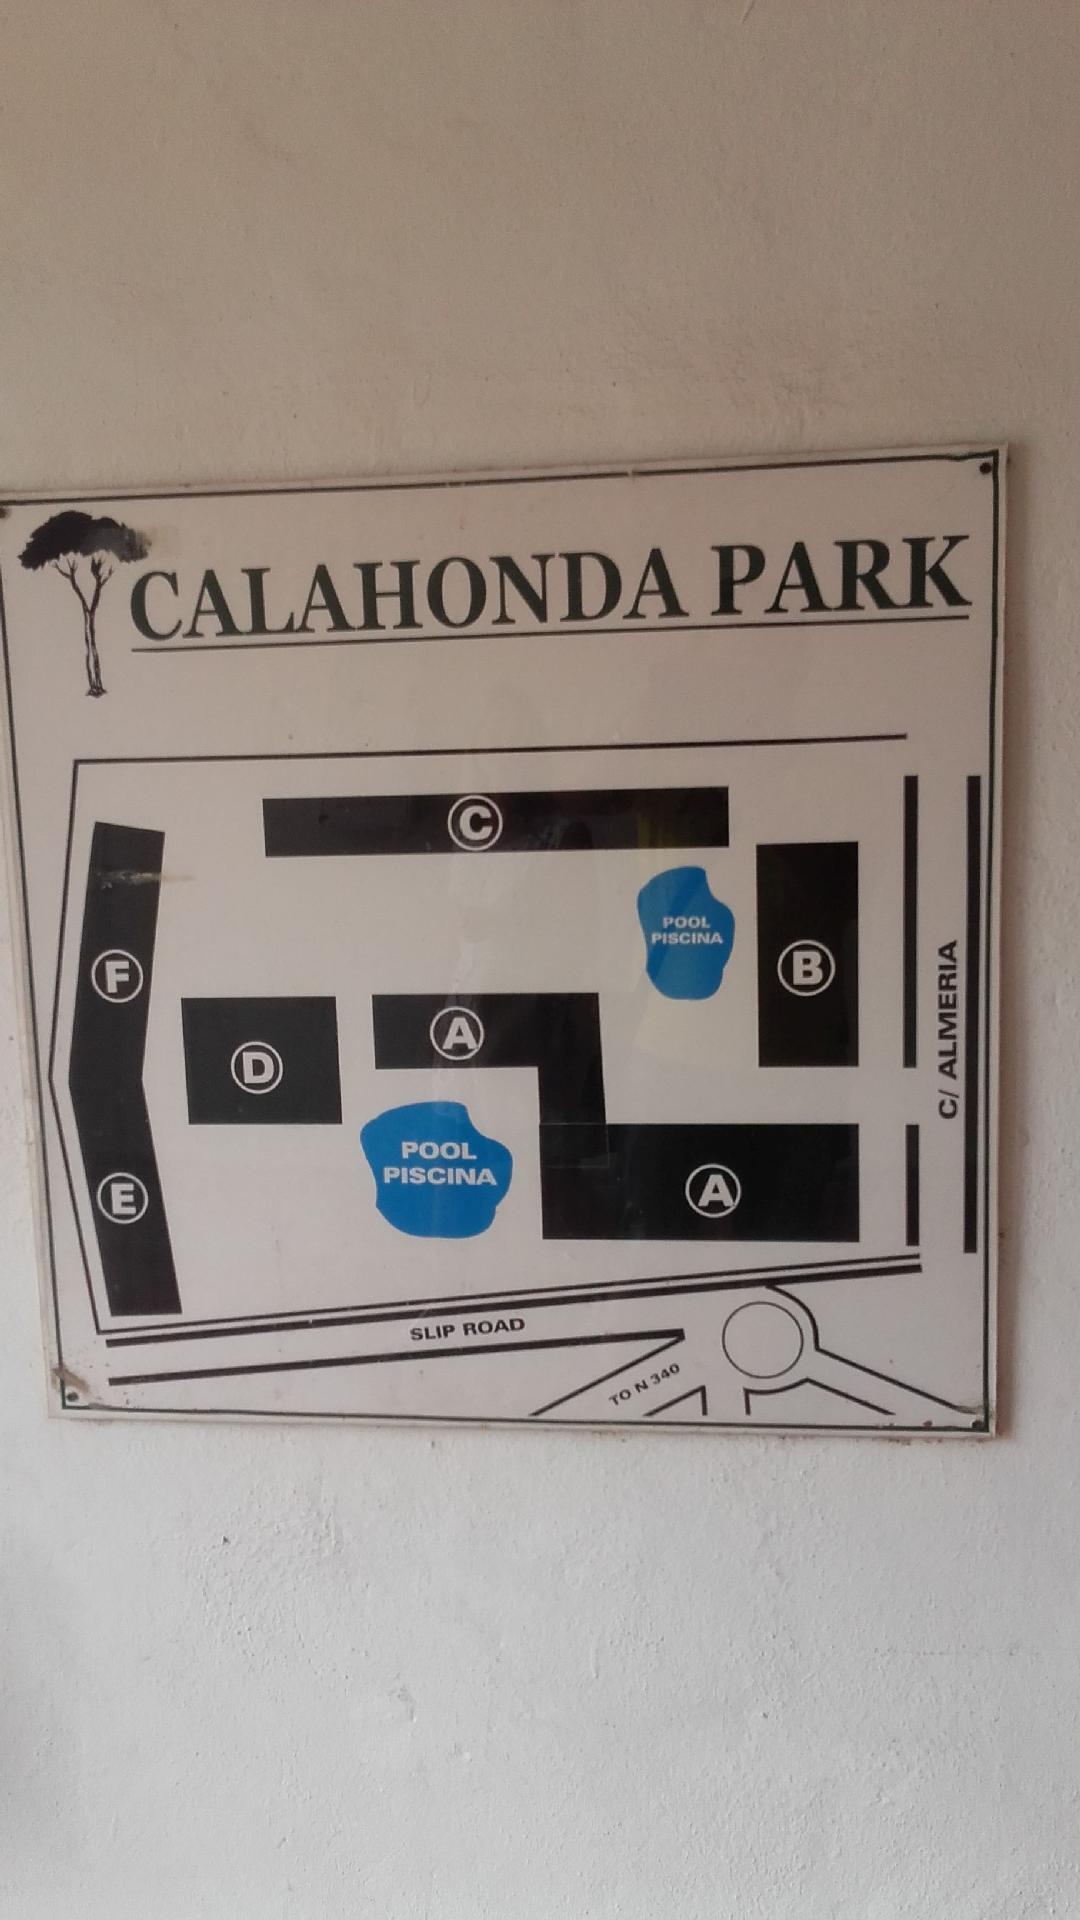 CALAHONDA PARK
C
POOL
PISCINA
B
F
A
D
C/ ALMERIA
POOL
PISCINA
E
A
SLIP ROAD
TO N 340